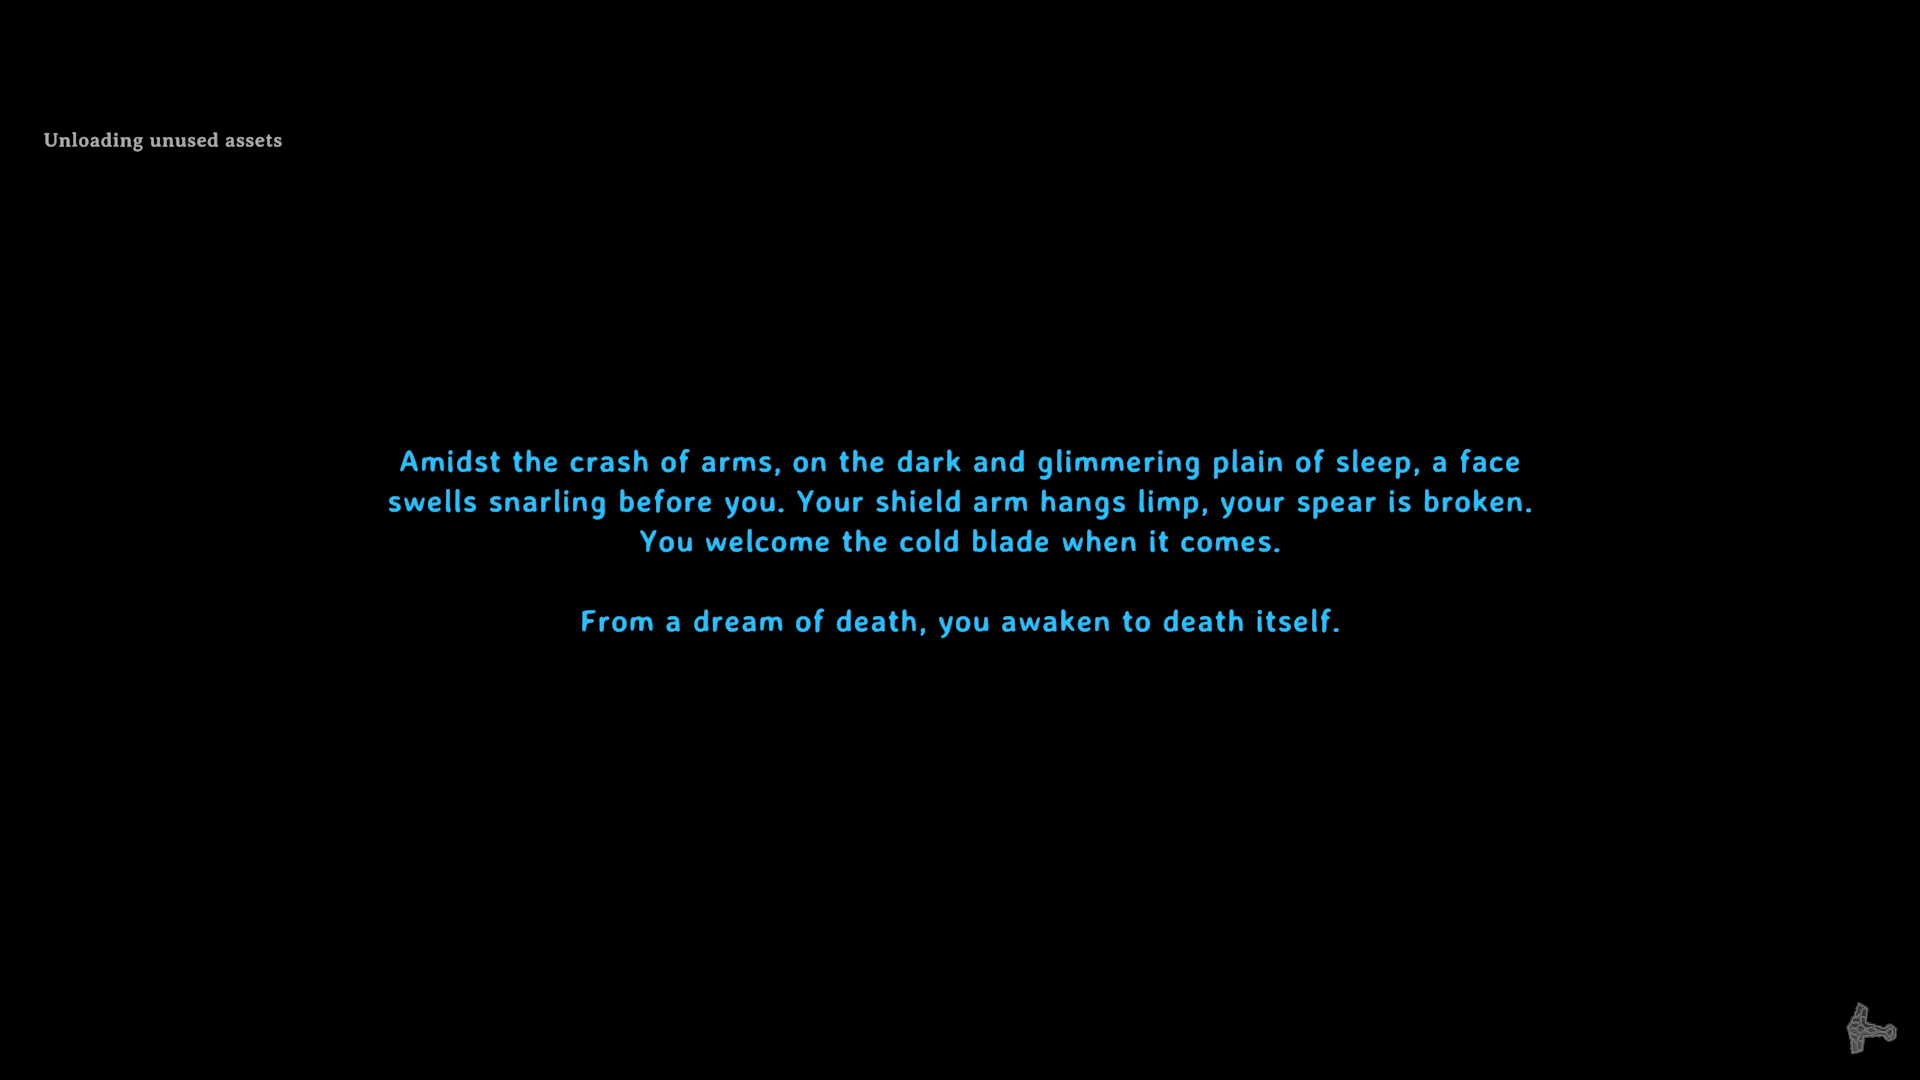 Unloading unused assets
Amidst the crash of arms, on the dark and glimmering plain of sleep, a face
swells snarling before you. Your shield arm hangs limp, your spear is broken.
You welcome the cold blade when it comes.
From a dream of death, you awaken to death itself.